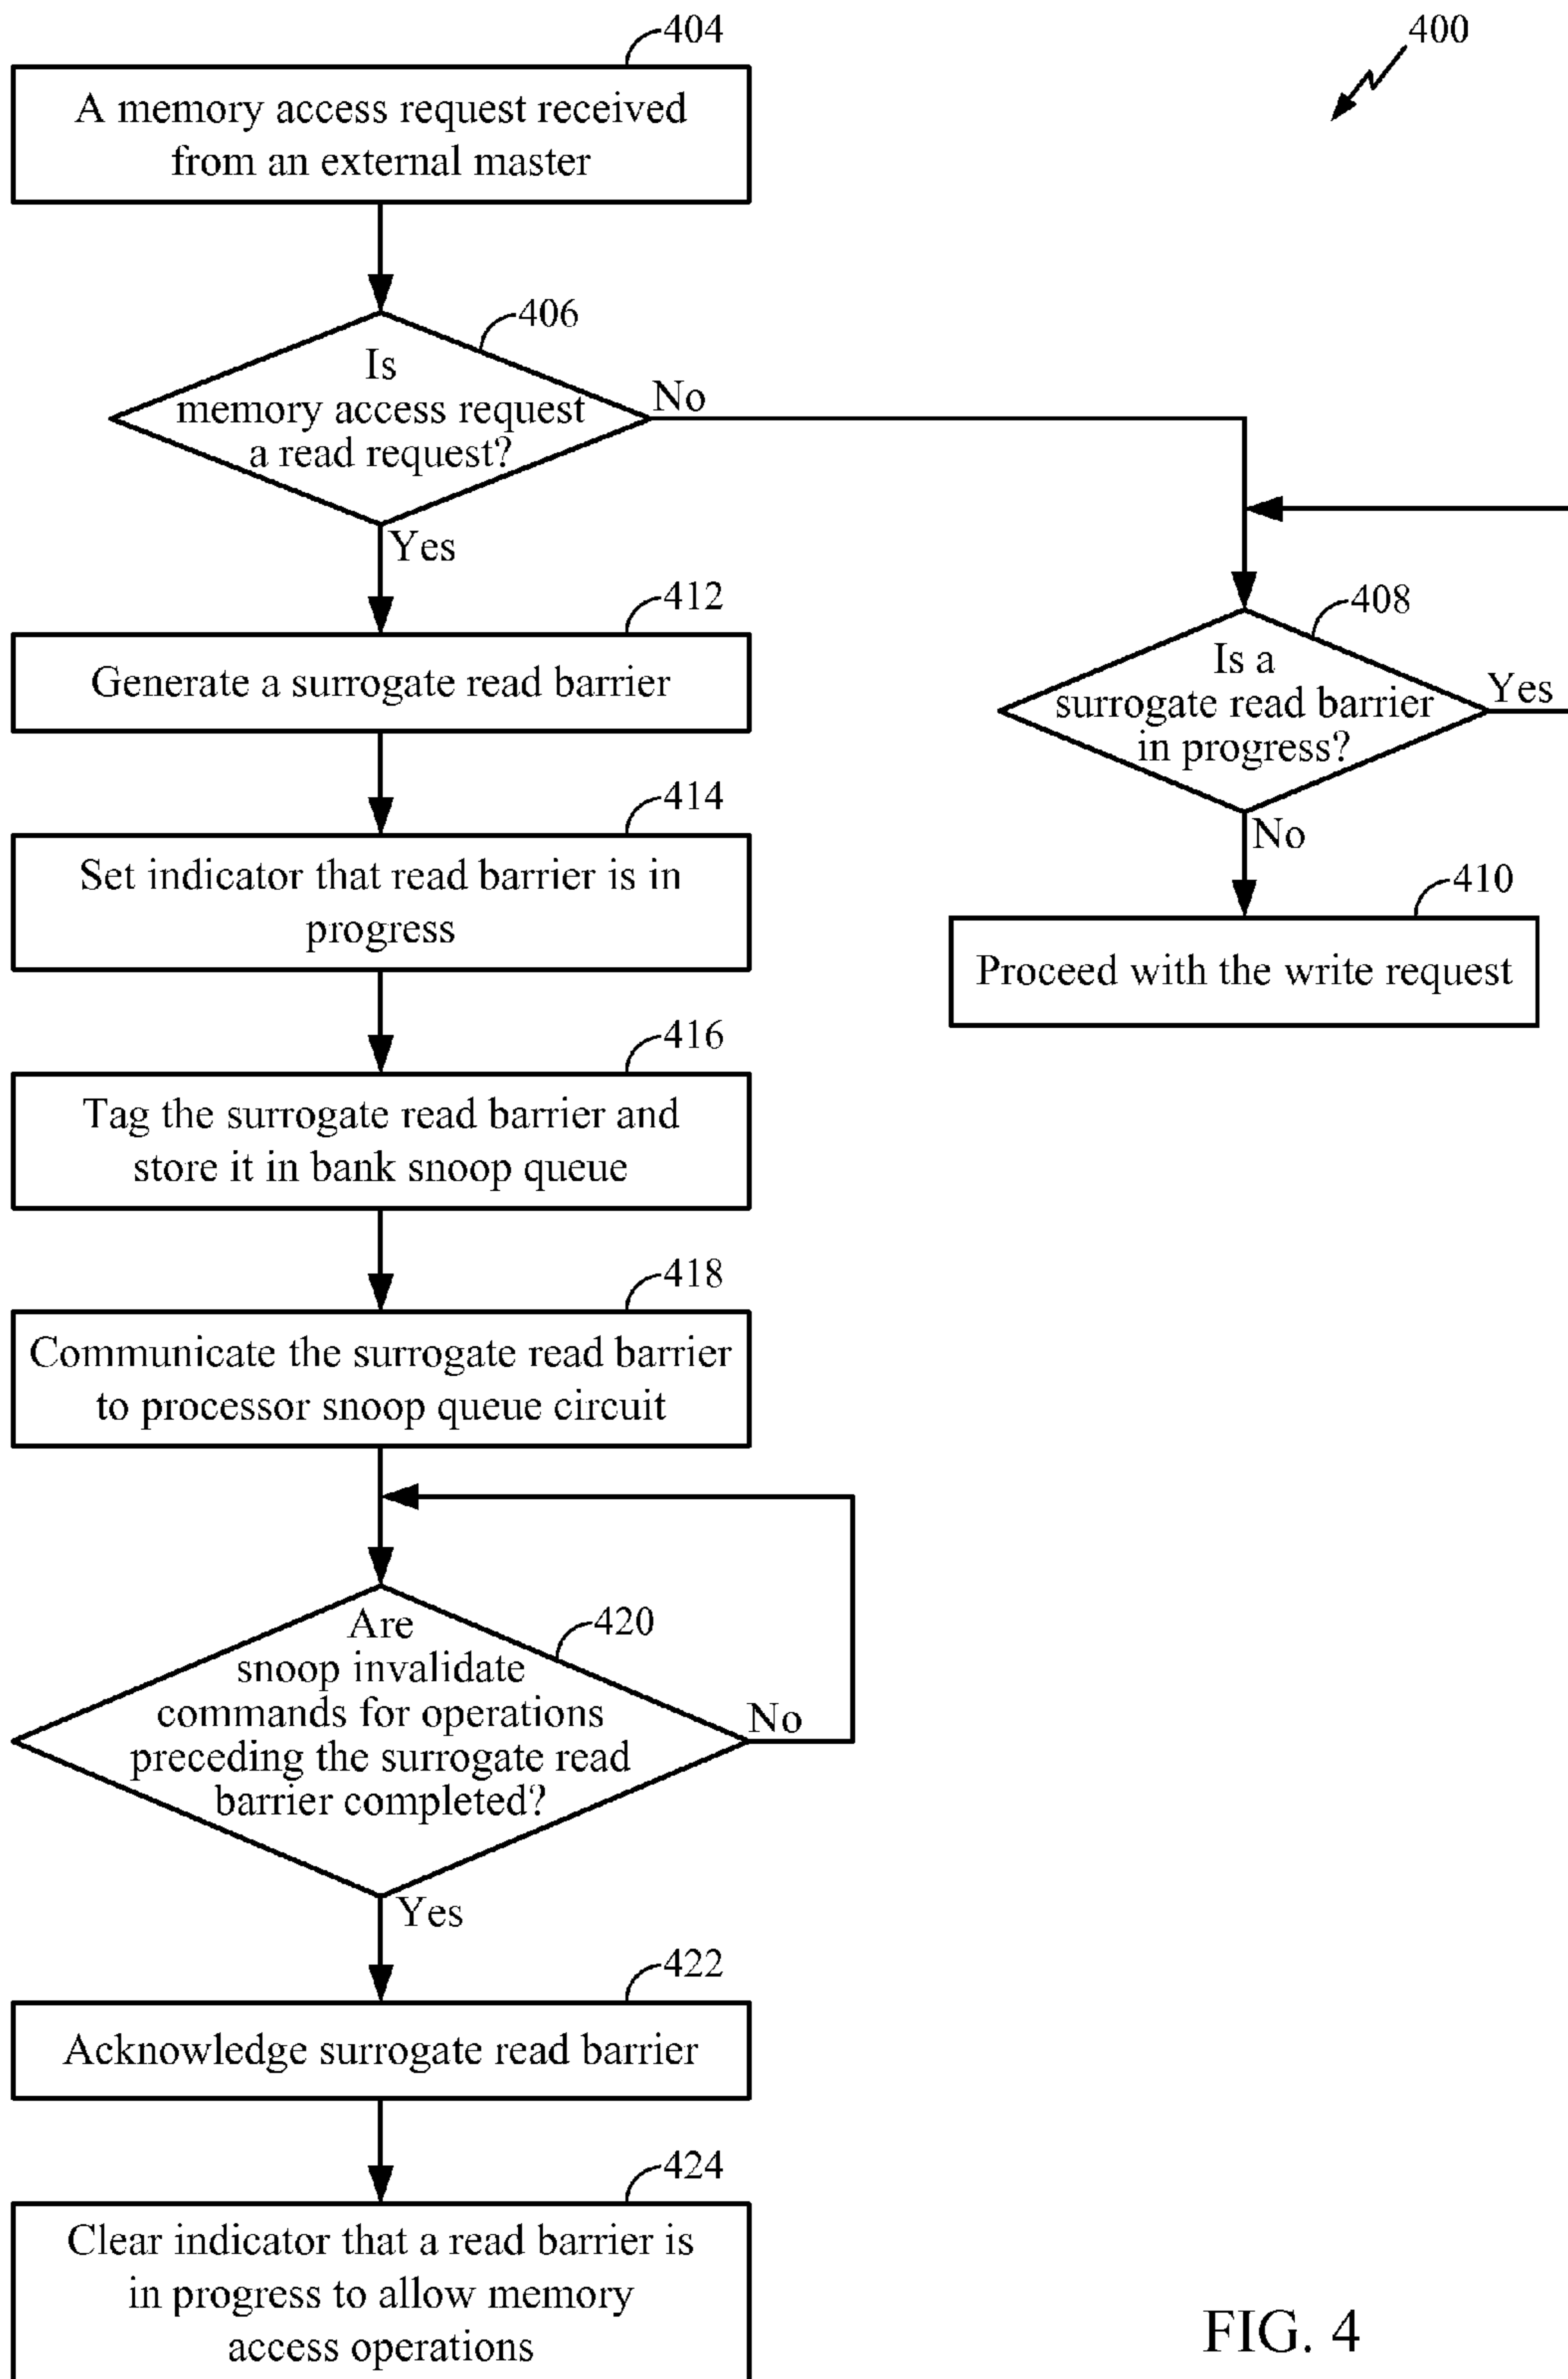 404
400
A memory access request received
from an external master
406
Is
memory access request
a read request?
No
Yes
412
Generate a surrogate read barrier
408
Is a
surrogate read barrier
in progress?
Yes
No
414
Set indicator that read barrier is in
progress
410
Proceed with the write request
416
Tag the surrogate read barrier and
store it in bank snoop queue
418
Communicate the surrogate read barrier
to processor snoop queue circuit
420
Are
snoop invalidate
commands for operations
preceding the surrogate read
barrier completed?
No
Yes
422
Acknowledge surrogate read barrier
424
Clear indicator that a read barrier is
in progress to allow memory
access operations
FIG. 4